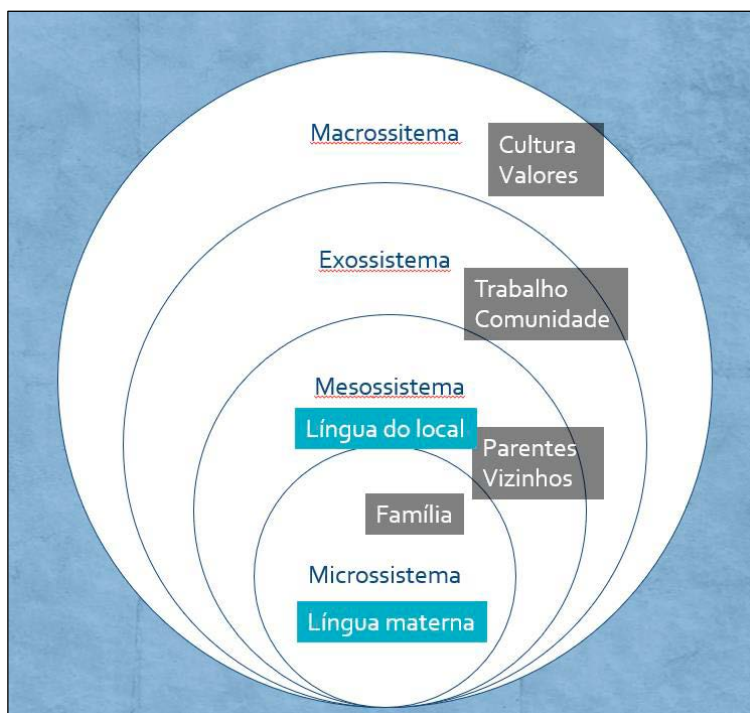 Macrossitema
Cultura
Valores
Exossistema
Trabalho
Comunidade
Mesossistema
Língua do local
Parentes
Vizinhos
Família
Microssistema
Língua materna